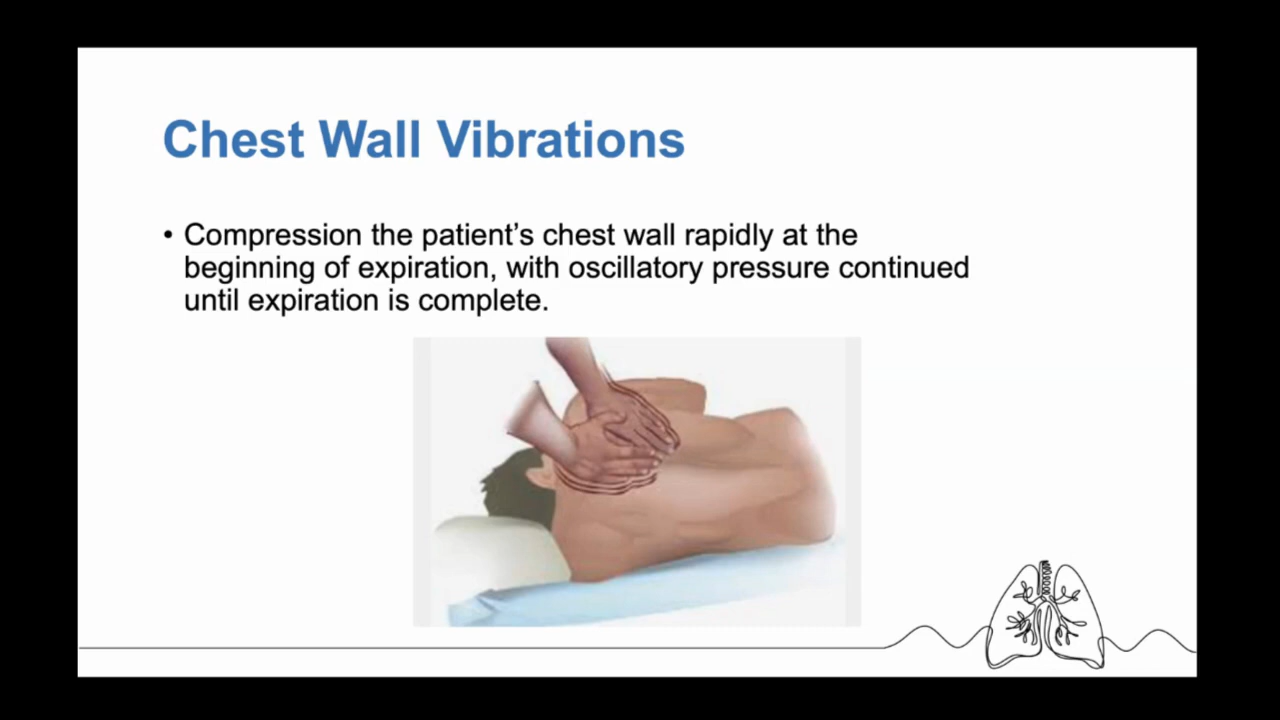 Chest Wall Vibrations
• Compression the patient's chest wall rapidly at the
beginning of expiration, with oscillatory pressure continued
until expiration is complete.